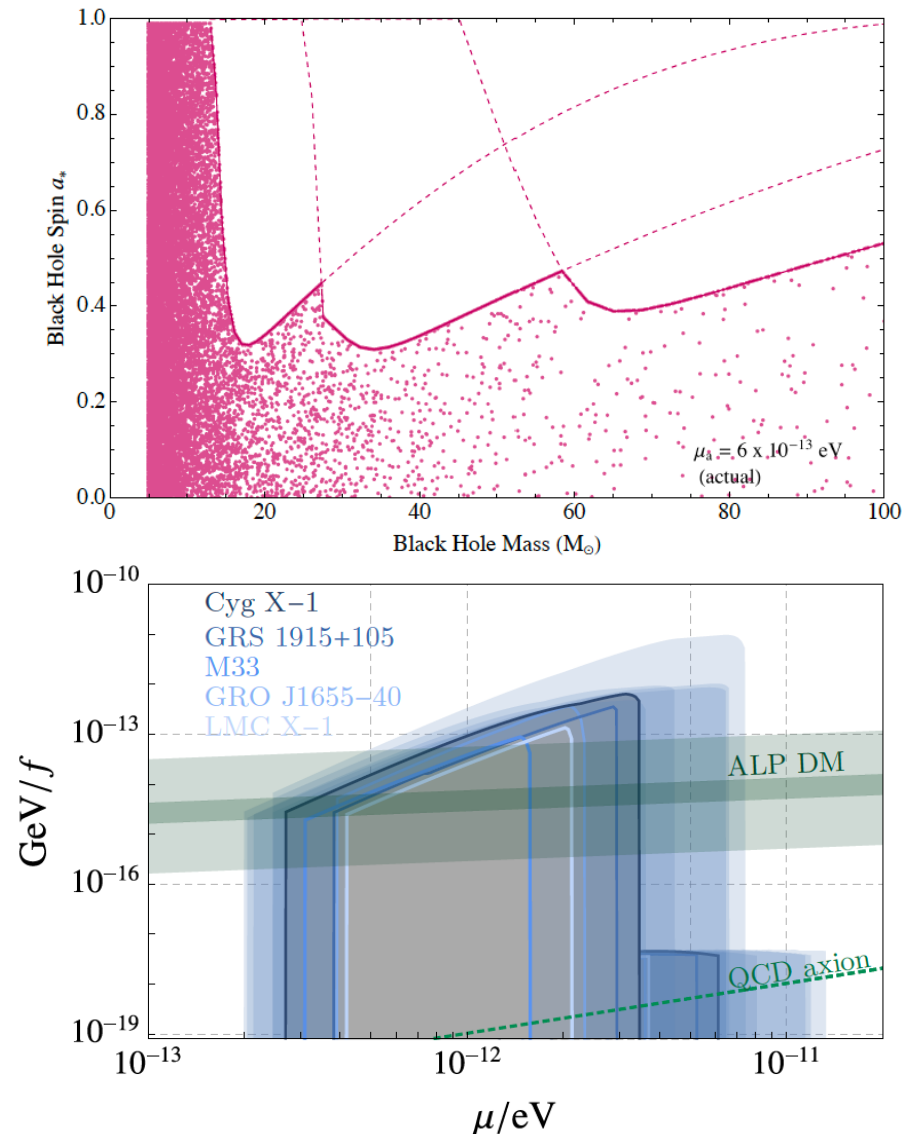 1.0
0.8
0.6
0.4
0.2
0.0
Black Hole Spin a*
μa = 6 x 10−13 eV
(actual)
0 20 40 60 80 100
Black Hole Mass (M⊙)
10−10
10−13
10−16
10−19
GeV/f
Cyg X−1
GRS 1915+105
M33
GRO J1655−40
LMC X−1
ALP DM
QCD axion
10−13 10−12 10−11
μ/eV